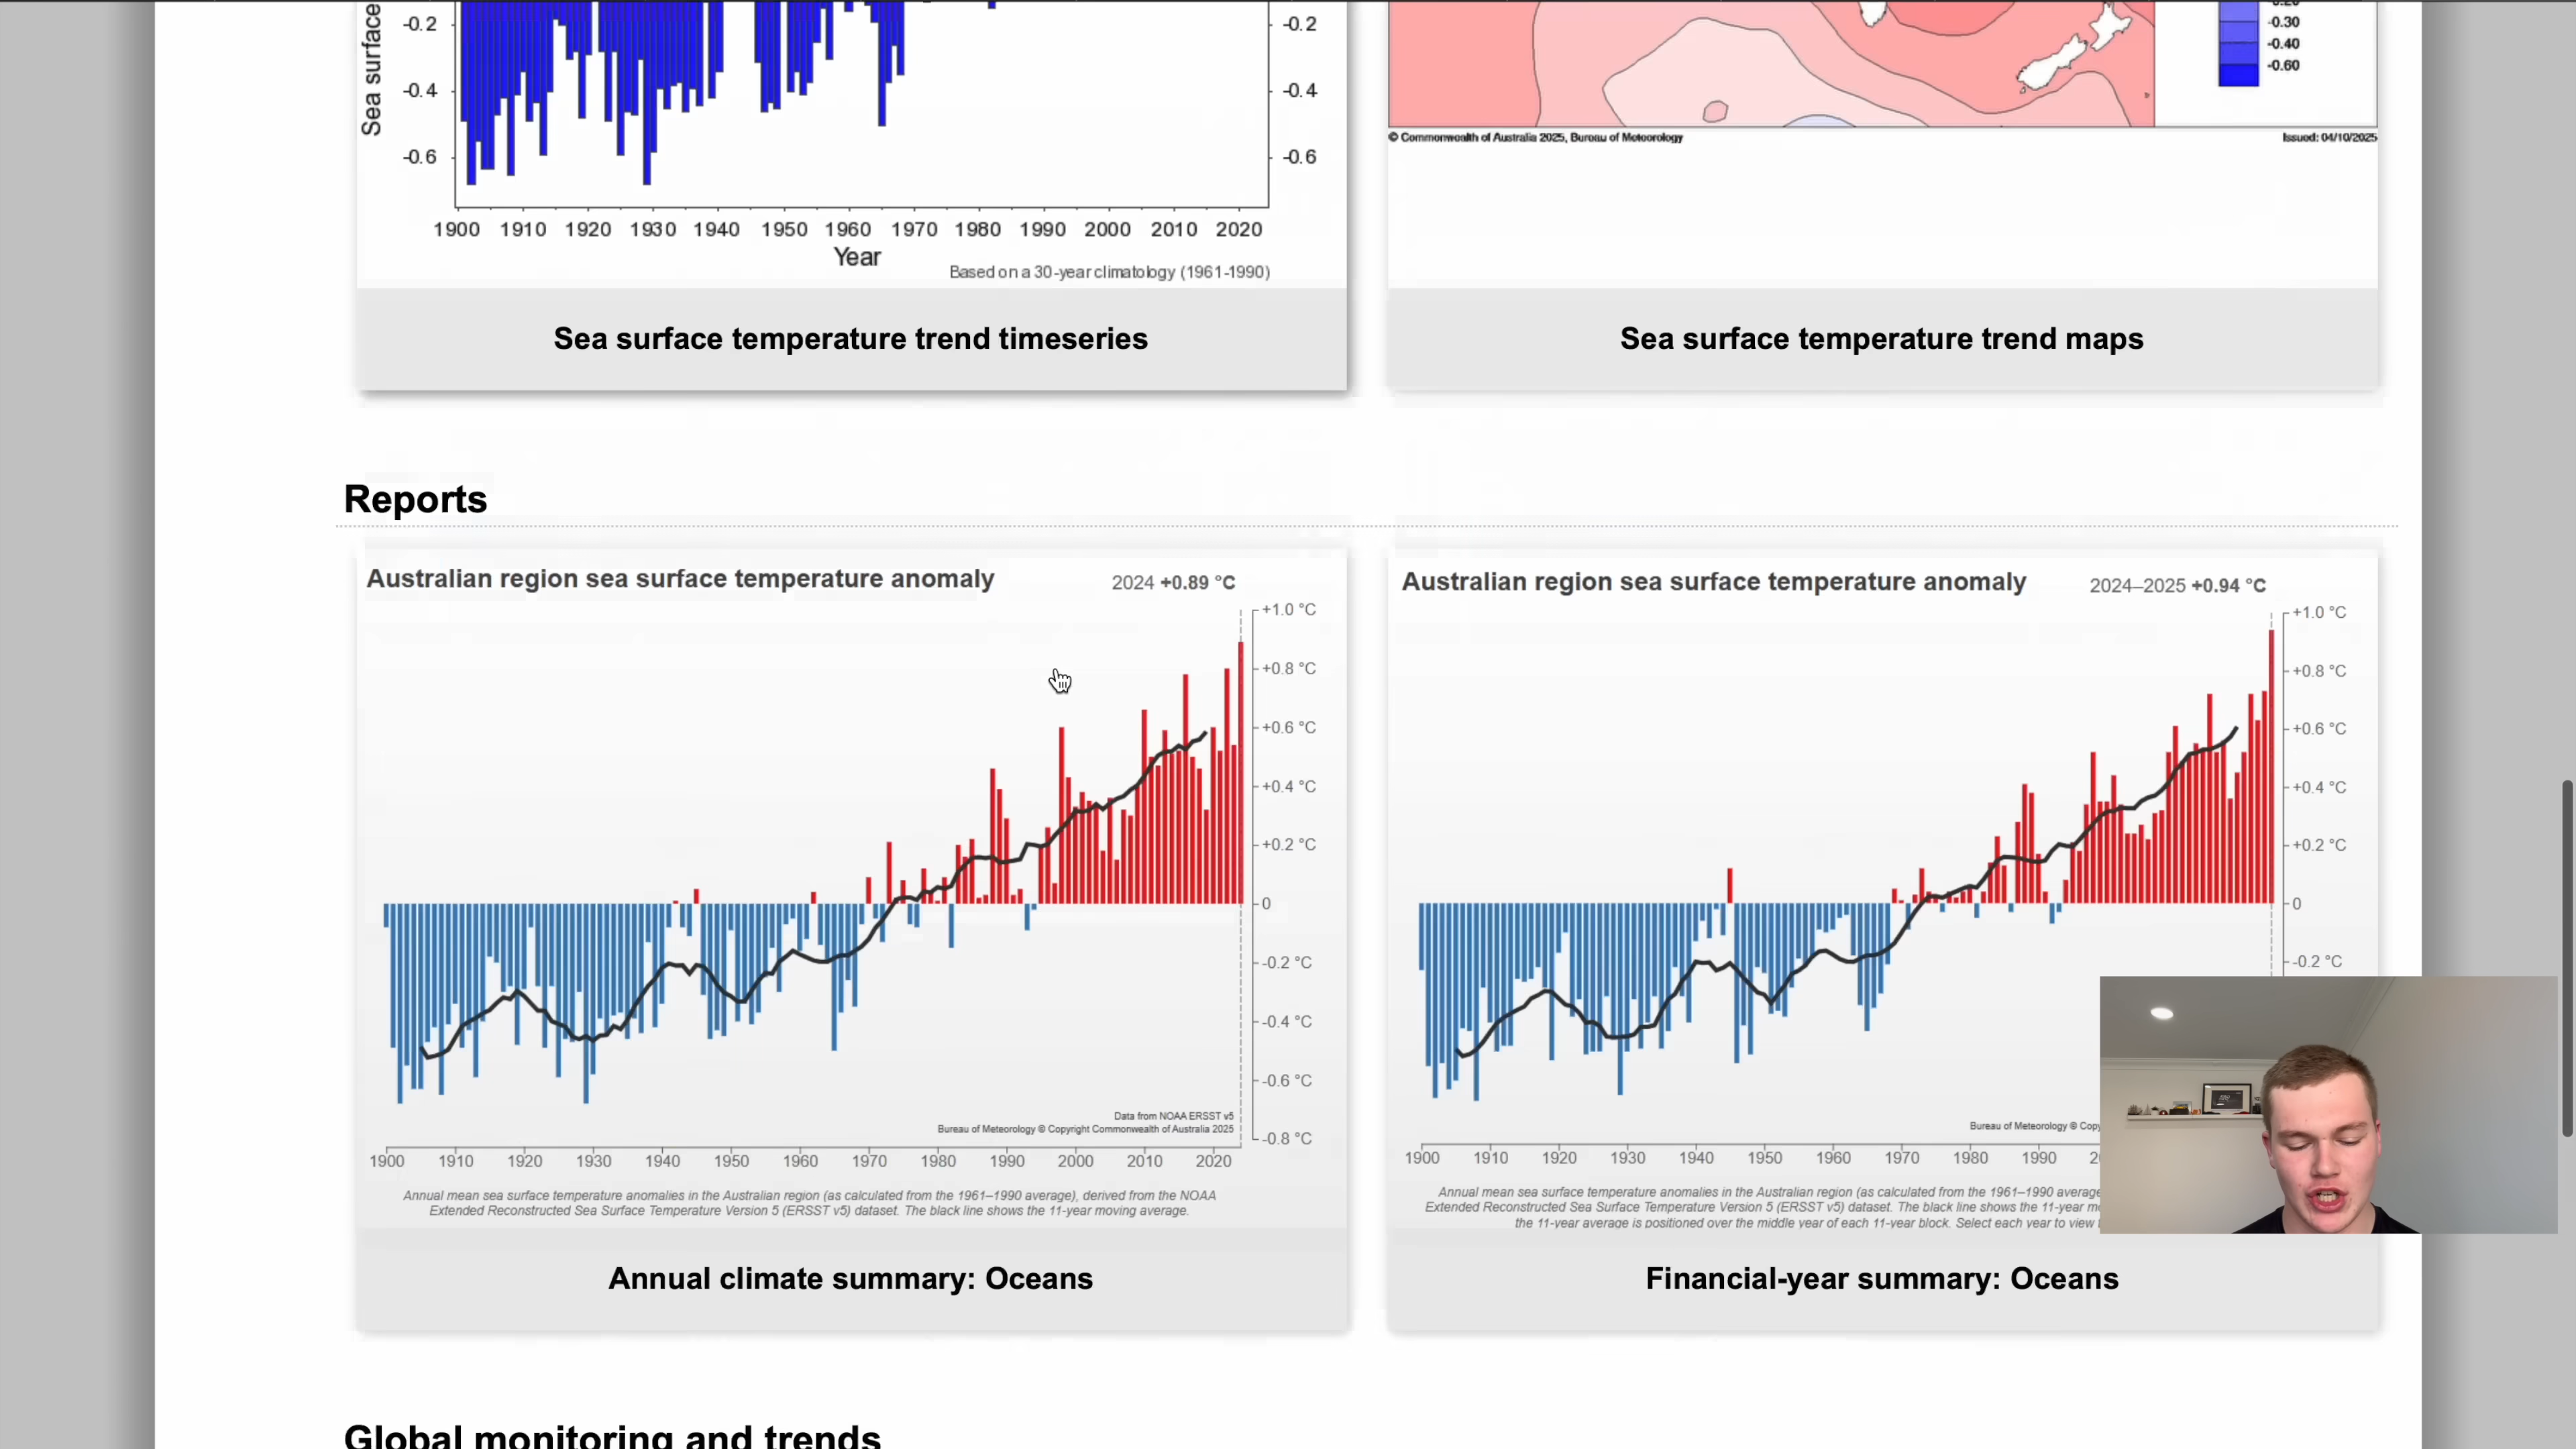 Sea surface
-0.2
-0.4
-0.6
-0.2
-0.4
-0.6
1900 1910 1920 1930 1940 1950 1960 1970 1980 1990 2000 2010 2020
Year
Based on a 30-year climatology (1961-1990)
Sea surface temperature trend timeseries
-0.30
-0.40
-0.60
© Commonwealth of Australia 2025, Bureau of Meteorology
Issued: 04/10/2025
Sea surface temperature trend maps
Reports
Australian region sea surface temperature anomaly
2024 +0.89 °C
+1.0 °C
+0.8 °C
+0.6 °C
+0.4 °C
+0.2 °C
0
-0.2 °C
-0.4 °C
-0.6 °C
-0.8 °C
Data from NOAA ERSST v5
Bureau of Meteorology © Copyright Commonwealth of Australia 2025
1900 1910 1920 1930 1940 1950 1960 1970 1980 1990 2000 2010 2020
Annual mean sea surface temperature anomalies in the Australian region (as calculated from the 1961–1990 average), derived from the NOAA
Extended Reconstructed Sea Surface Temperature Version 5 (ERSST v5) dataset. The black line shows the 11-year moving average.
Annual climate summary: Oceans
Australian region sea surface temperature anomaly
2024–2025 +0.94 °C
+1.0 °C
+0.8 °C
+0.6 °C
+0.4 °C
+0.2 °C
0
-0.2 °C
Bureau of Meteorology © Copy
1900 1910 1920 1930 1940 1950 1960 1970 1980 1990 2
Annual mean sea surface temperature anomalies in the Australian region (as calculated from the 1961–1990 average
Extended Reconstructed Sea Surface Temperature Version 5 (ERSST v5) dataset. The black line shows the 11-year m
the 11-year average is positioned over the middle year of each 11-year block. Select each year to view
Financial-year summary: Oceans
Global monitoring and trends